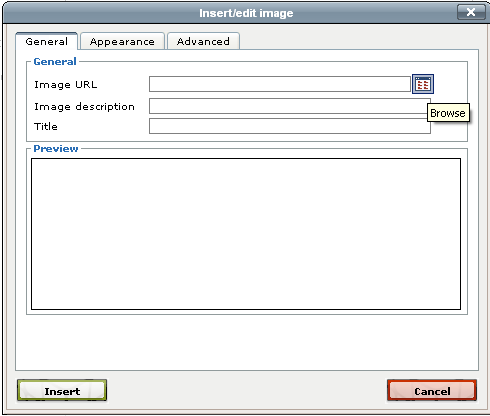 Insert/edit image
General Appearance Advanced
General
Image URL
Browse
Image description
Title
Preview
Insert Cancel